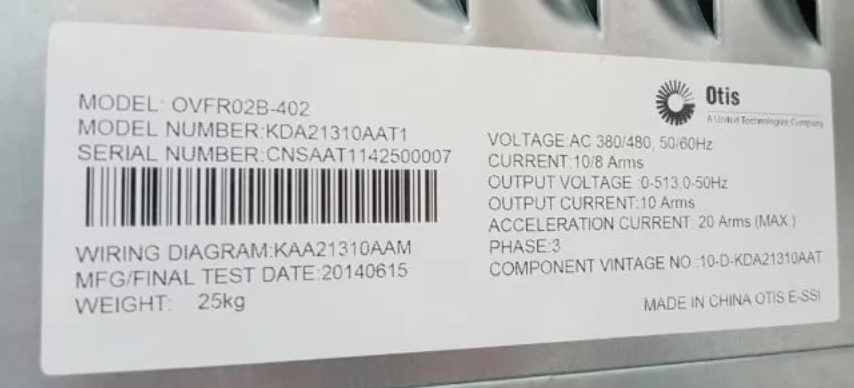 MODEL: OVFR02B-402
MODEL NUMBER:KDA21310AAT1
SERIAL NUMBER:CNSAAT1142500007
WIRING DIAGRAM:KAA21310AAM
MFG/FINAL TEST DATE:20140615
WEIGHT: 25kg
Otis
A United Technologies Company
VOLTAGE:AC 380/480, 50/60Hz
CURRENT:10/8 Arms
OUTPUT VOLTAGE :0-513.0-50Hz
OUTPUT CURRENT:10 Arms
ACCELERATION CURRENT: 20 Arms (MAX.)
PHASE:3
COMPONENT VINTAGE NO.:10-D-KDA21310AAT
MADE IN CHINA OTIS E-SSI